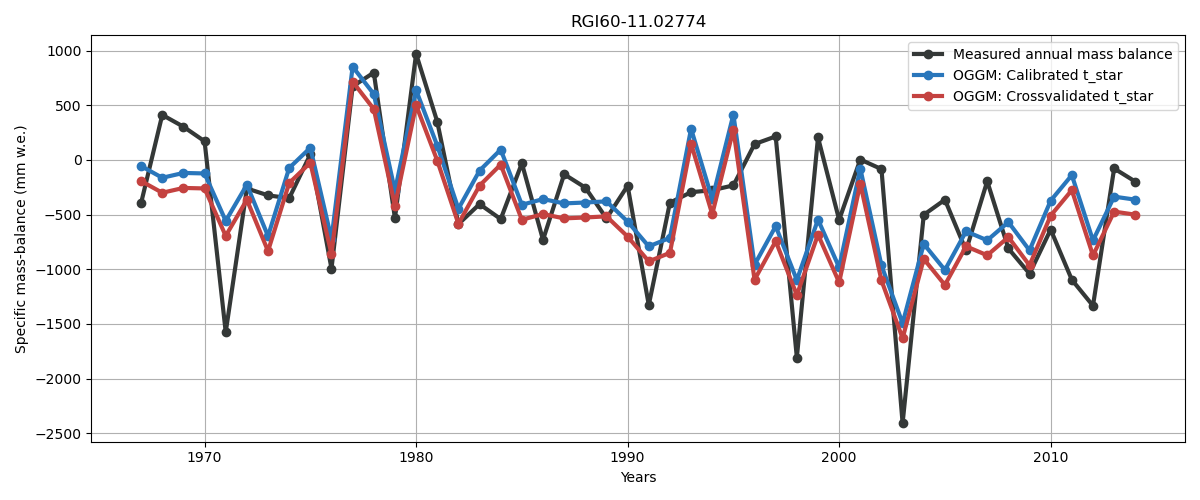 RGI60-11.02774
Measured annual mass balance
OGGM: Calibrated t_star
OGGM: Crossvalidated t_star
Specific mass-balance (mm w.e.)
1000
500
0
−500
−1000
−1500
−2000
−2500
1970
1980
1990
2000
2010
Years